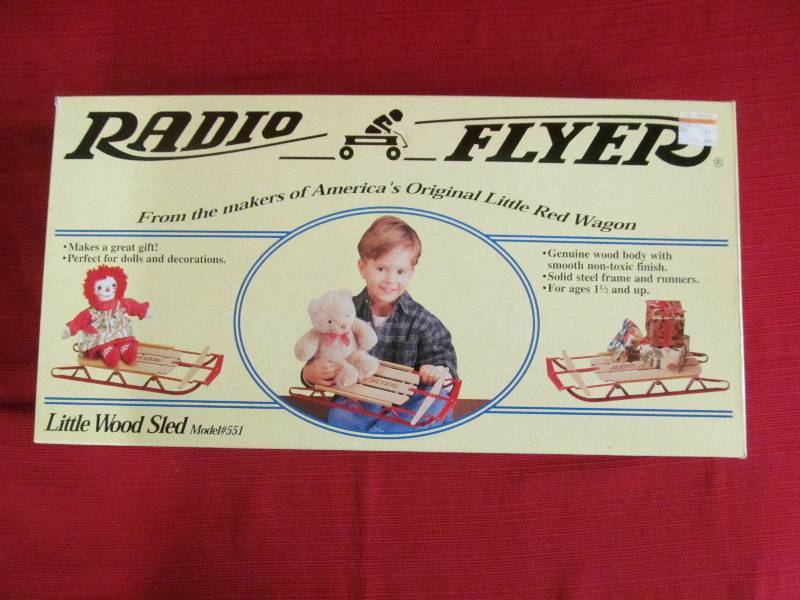 RADIO FLYER®
From the makers of America's Original Little Red Wagon
•Makes a great gift!
•Perfect for dolls and decorations.
•Genuine wood body with
smooth non-toxic finish.
•Solid steel frame and runners.
•For ages 1½ and up.
FLYER
Little Wood Sled Model#551